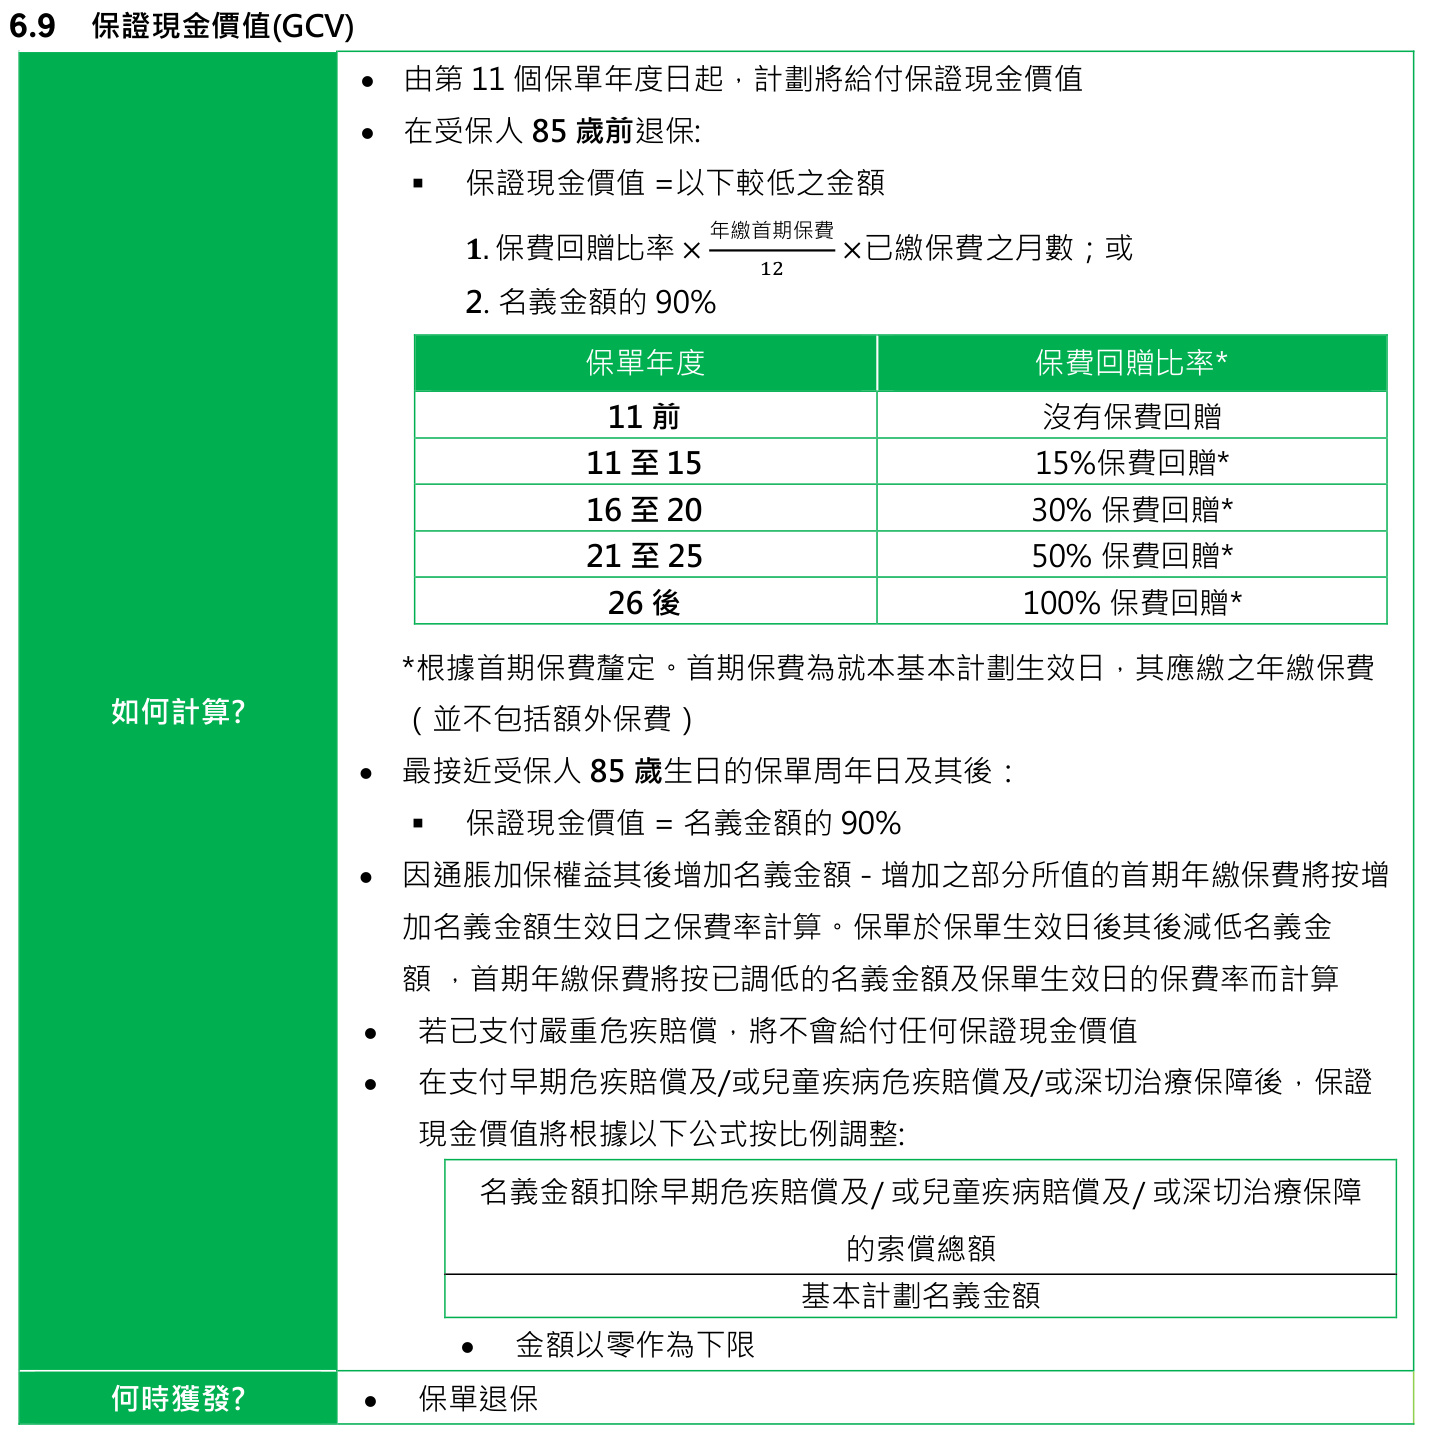 6.9 保證現金價值(GCV)
● 由第 11 個保單年度日起，計劃將給付保證現金價值
● 在受保人 85 歲前退保:
▪ 保證現金價值 =以下較低之金額
1. 保費回贈比率 × 年繳首期保費/12 ×已繳保費之月數；或
2. 名義金額的 90%
保單年度 保費回贈比率*
11 前 沒有保費回贈
11 至 15 15%保費回贈*
16 至 20 30% 保費回贈*
21 至 25 50% 保費回贈*
26 後 100% 保費回贈*
*根據首期保費釐定。首期保費為就本基本計劃生效日，其應繳之年繳保費
（並不包括額外保費）
如何計算?
● 最接近受保人 85 歲生日的保單周年日及其後：
▪ 保證現金價值 = 名義金額的 90%
● 因通脹加保權益其後增加名義金額 - 增加之部分所值的首期年繳保費將按增
加名義金額生效日之保費率計算。保單於保單生效日後其後減低名義金
額 ，首期年繳保費將按已調低的名義金額及保單生效日的保費率而計算
● 若已支付嚴重危疾賠償，將不會給付任何保證現金價值
● 在支付早期危疾賠償及/或兒童疾病危疾賠償及/或深切治療保障後，保證
現金價值將根據以下公式按比例調整:
名義金額扣除早期危疾賠償及/ 或兒童疾病賠償及/ 或深切治療保障
的索償總額
基本計劃名義金額
● 金額以零作為下限
何時獲發? ● 保單退保